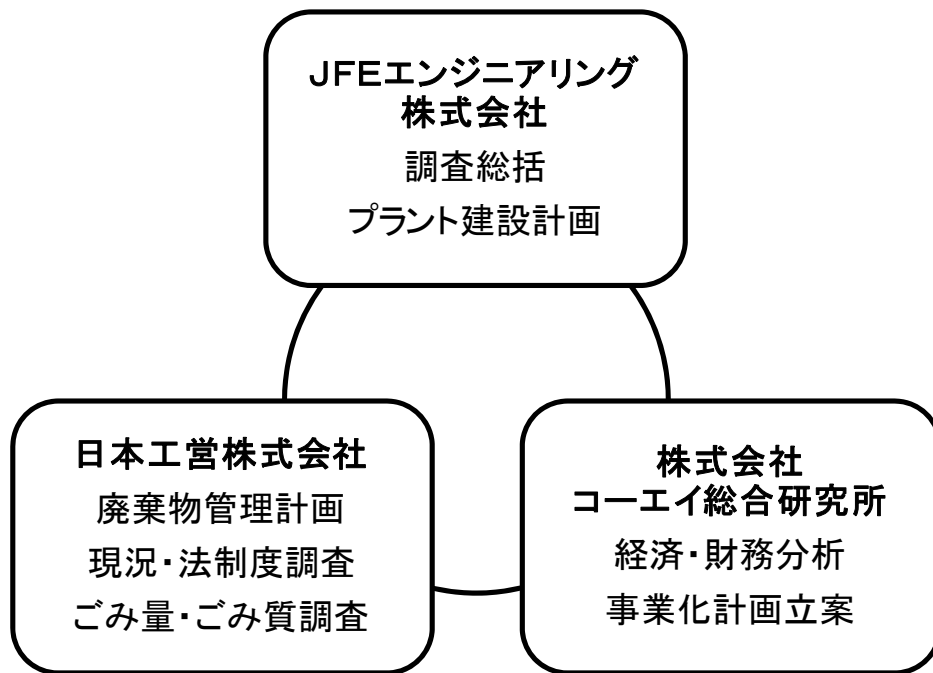 JFEエンジニアリング
株式会社
調査総括
プラント建設計画
日本工営株式会社
廃棄物管理計画
現況・法制度調査
ごみ量・ごみ質調査
株式会社
コーエイ総合研究所
経済・財務分析
事業化計画立案